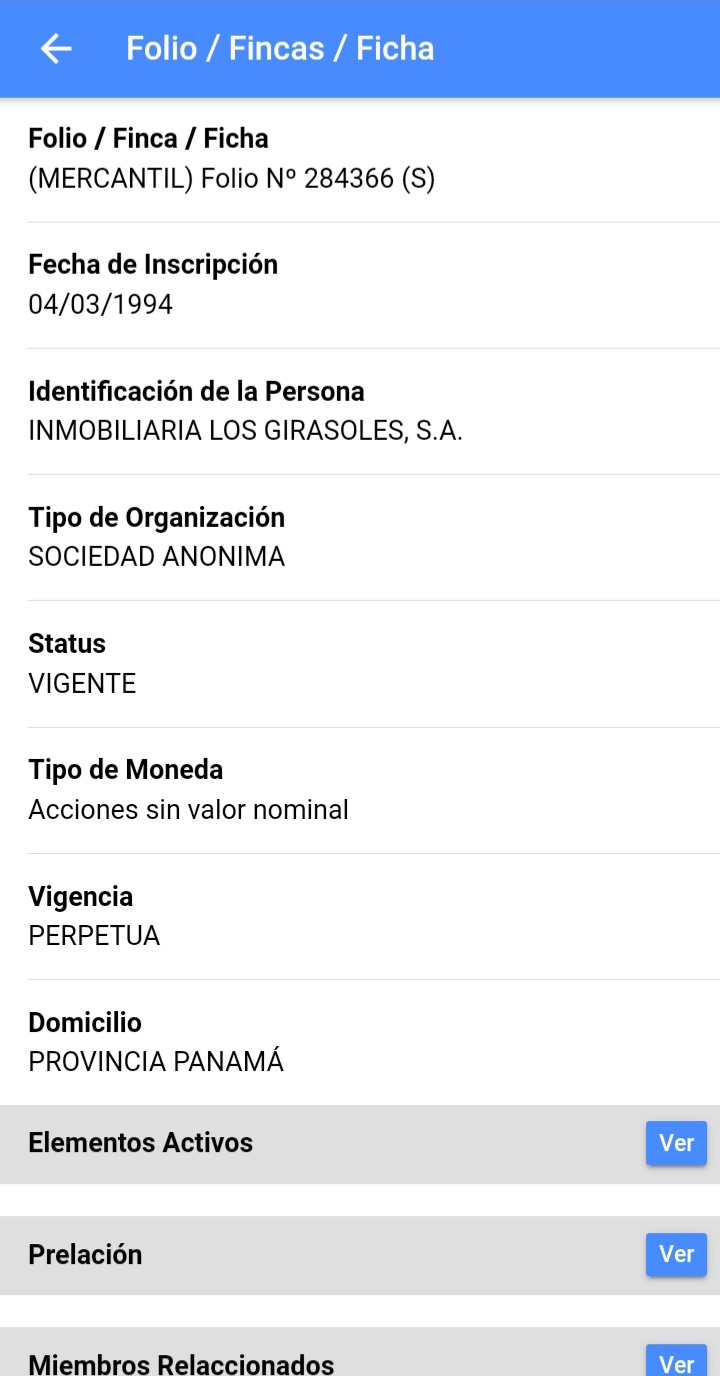 Folio / Fincas / Ficha
Folio / Finca / Ficha
(MERCANTIL) Folio Nº 284366 (S)
Fecha de Inscripción
04/03/1994
Identificación de la Persona
INMOBILIARIA LOS GIRASOLES, S.A.
Tipo de Organización
SOCIEDAD ANONIMA
Status
VIGENTE
Tipo de Moneda
Acciones sin valor nominal
Vigencia
PERPETUA
Domicilio
PROVINCIA PANAMÁ
Elementos Activos Ver
Prelación Ver
Miembros Relaccionados Ver